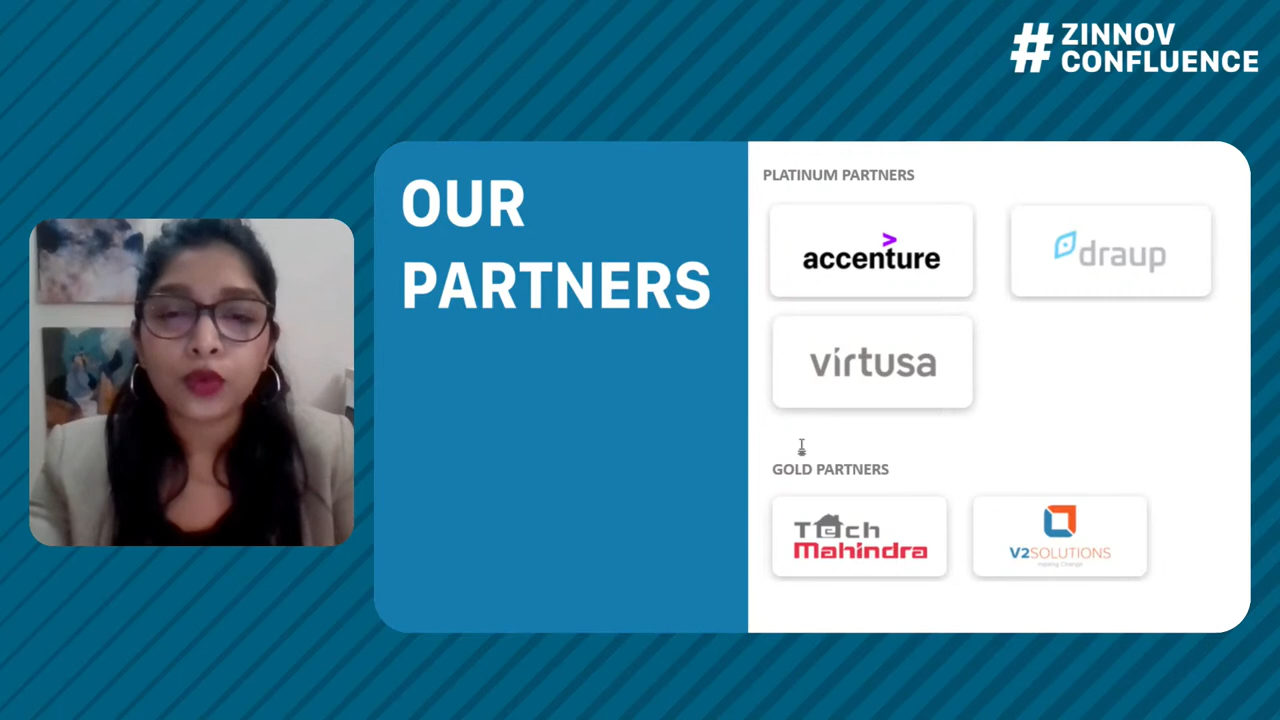 # ZINNOV
CONFLUENCE
OUR
PARTNERS
PLATINUM PARTNERS
accenture
draup
virtusa
GOLD PARTNERS
Tech
Mahindra
V2SOLUTIONS